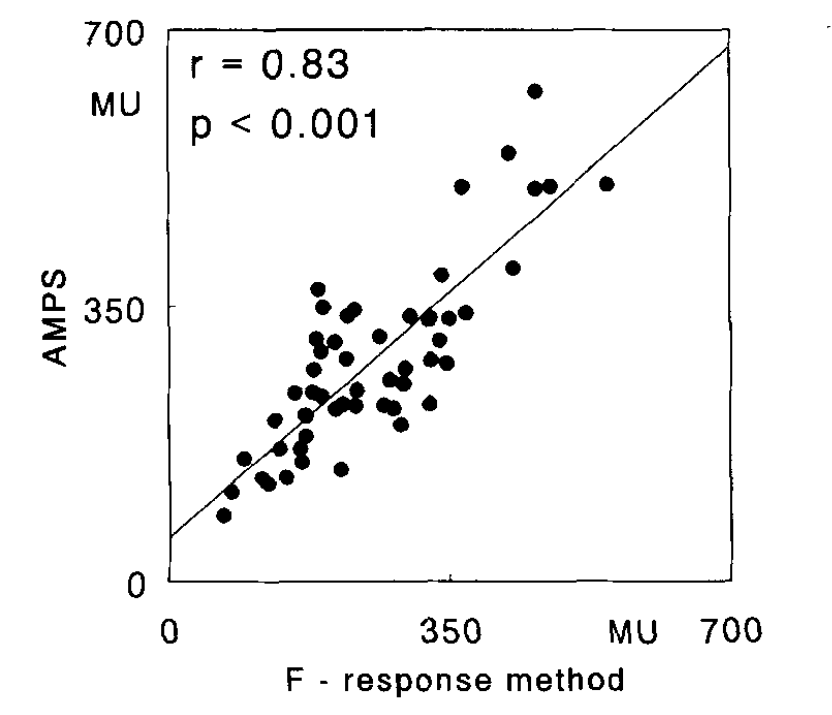 700
MU
r = 0.83
p < 0.001
AMPS
350
0
0 350 MU 700
F - response method